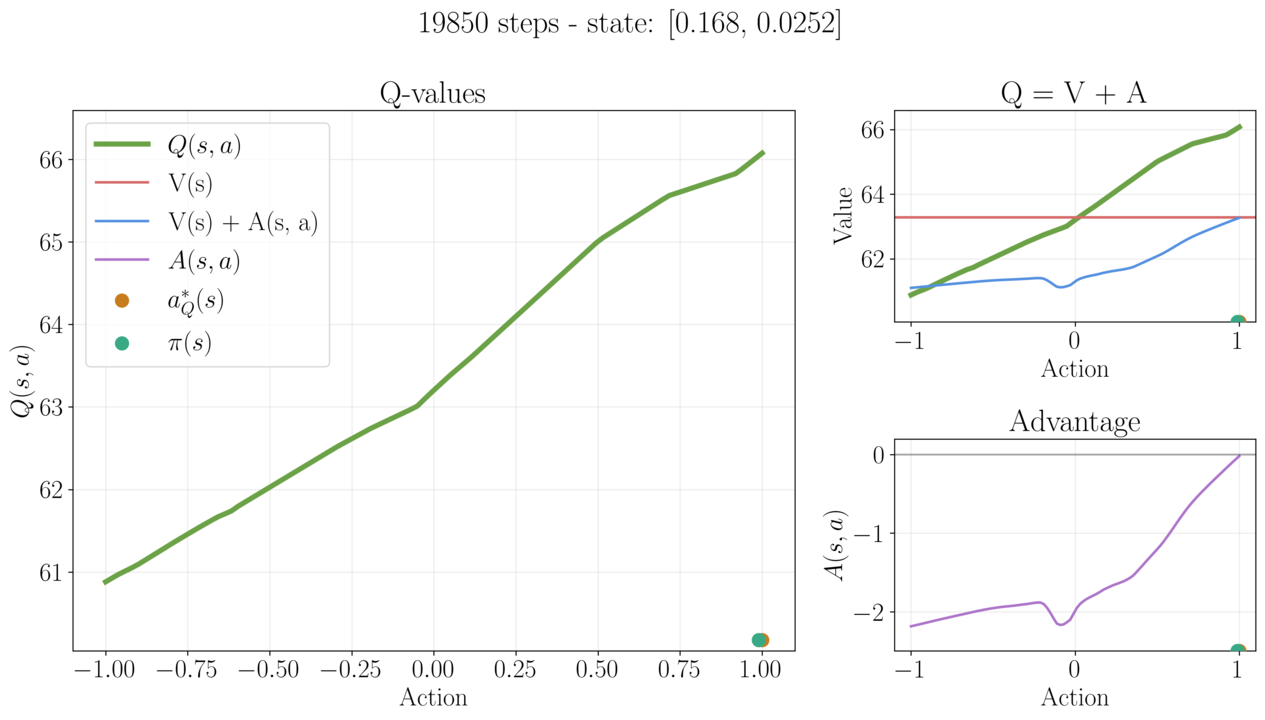 19850 steps - state: [0.168, 0.0252]
Q-values
Q(s, a)
V(s)
V(s) + A(s, a)
A(s, a)
a*Q(s)
π(s)
Q(s, a)
66
65
64
63
62
61
−1.00 −0.75 −0.50 −0.25 0.00 0.25 0.50 0.75 1.00
Action
Q = V + A
Value
66
64
62
−1 0 1
Action
Advantage
A(s, a)
0
−1
−2
−1 0 1
Action